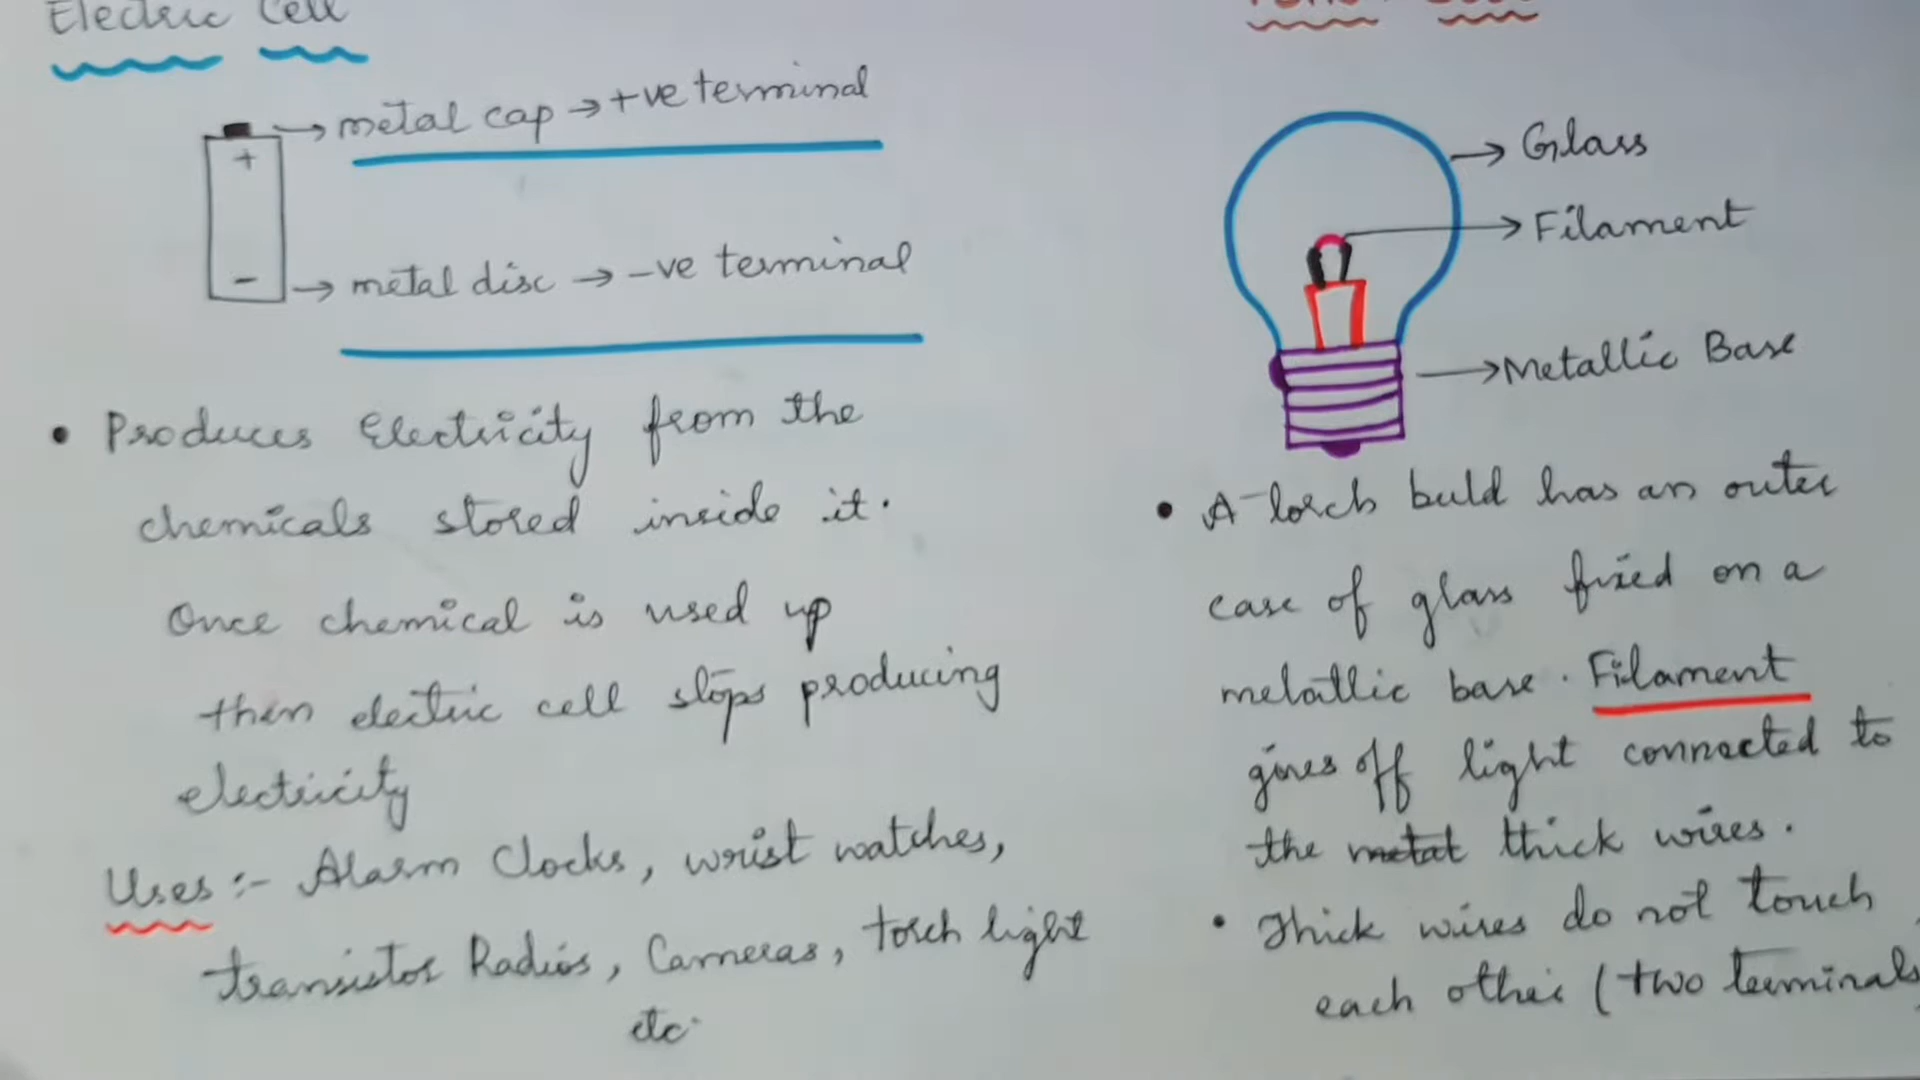 Electric Cell
metal cap → +ve terminal
+
-
metal disc → -ve terminal
• Produces Electricity from the
chemicals stored inside it.
Once chemical is used up
then electric cell stops producing
electricity
Uses :- Alarm Clocks, wrist watches,
transistor Radios, Cameras, torch light
etc.
Glass
Filament
Metallic Base
• A torch buld has an outer
case of glass fixed on a
metallic base. Filament
gives off light connected to
the metal thick wires.
• Thick wires do not touch
each other (two terminals